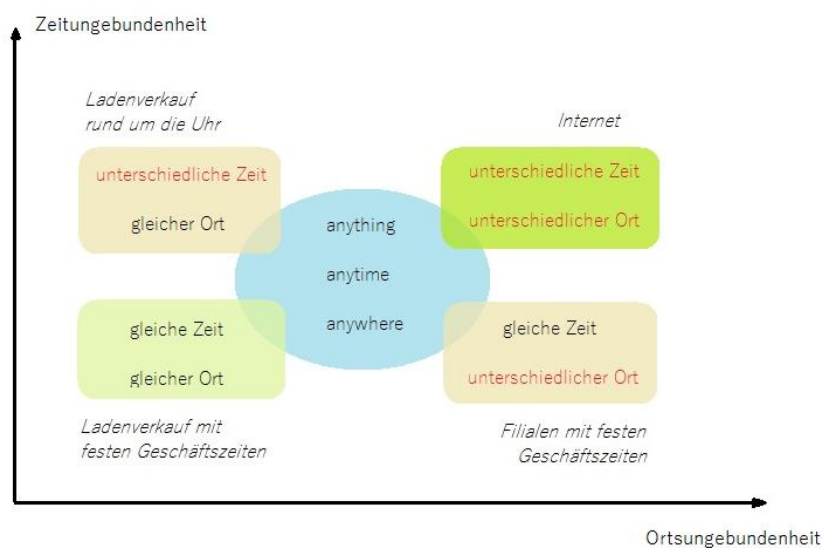 Zeitungebundenheit
Ladenverkauf
rund um die Uhr
Internet
unterschiedliche Zeit
gleicher Ort
unterschiedliche Zeit
unterschiedlicher Ort
anything
anytime
anywhere
gleiche Zeit
gleicher Ort
gleiche Zeit
unterschiedlicher Ort
Ladenverkauf mit
festen Geschäftszeiten
Filialen mit festen
Geschäftszeiten
Ortsungebundenheit